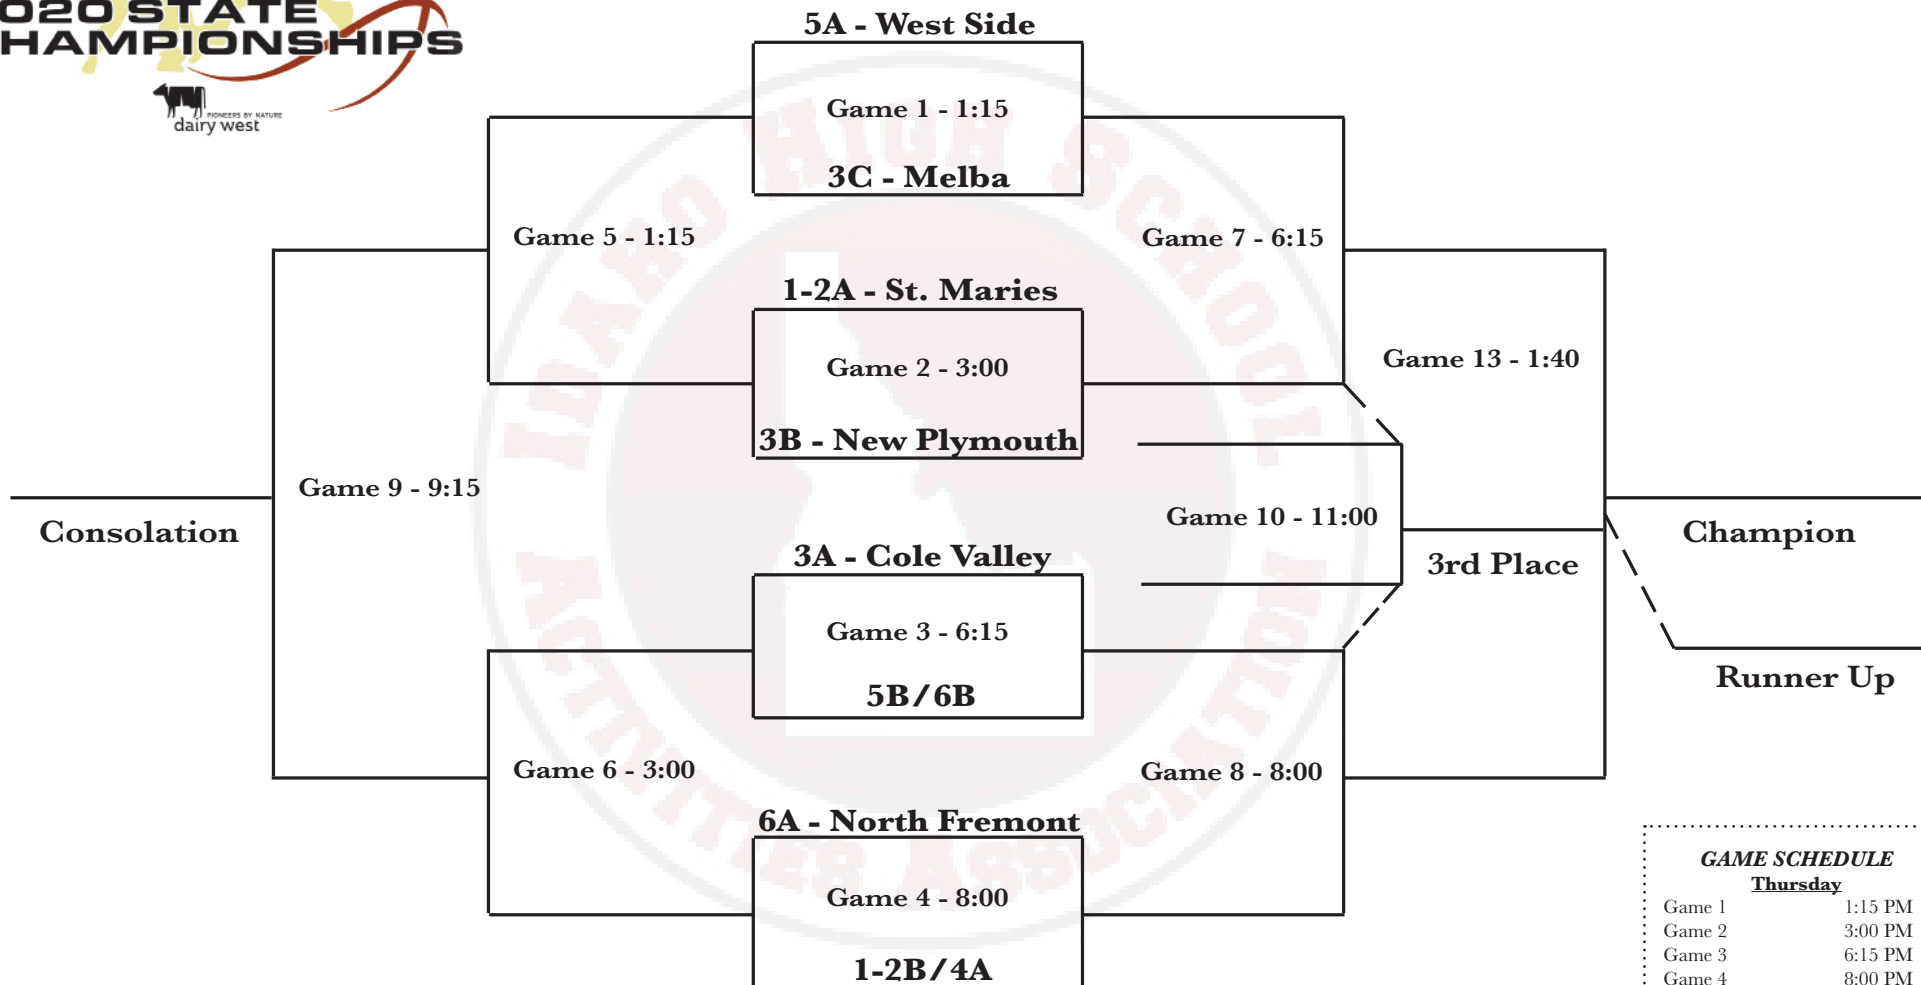 020 STATE
HAMPIONSHIPS
PIONEERS BY NATURE
dairy west
5A - West Side
Game 1 - 1:15
3C - Melba
Game 5 - 1:15
Game 7 - 6:15
1-2A - St. Maries
Game 2 - 3:00
Game 13 - 1:40
3B - New Plymouth
Game 9 - 9:15
Game 10 - 11:00
Consolation
Champion
3A - Cole Valley
3rd Place
Game 3 - 6:15
5B/6B
Runner Up
Game 6 - 3:00
Game 8 - 8:00
6A - North Fremont
Game 4 - 8:00
1-2B/4A
IDAHO HIGH SCHOOL
ACTIVITIES ASSOCIATION
GAME SCHEDULE
Thursday
Game 1 1:15 PM
Game 2 3:00 PM
Game 3 6:15 PM
Game 4 8:00 PM